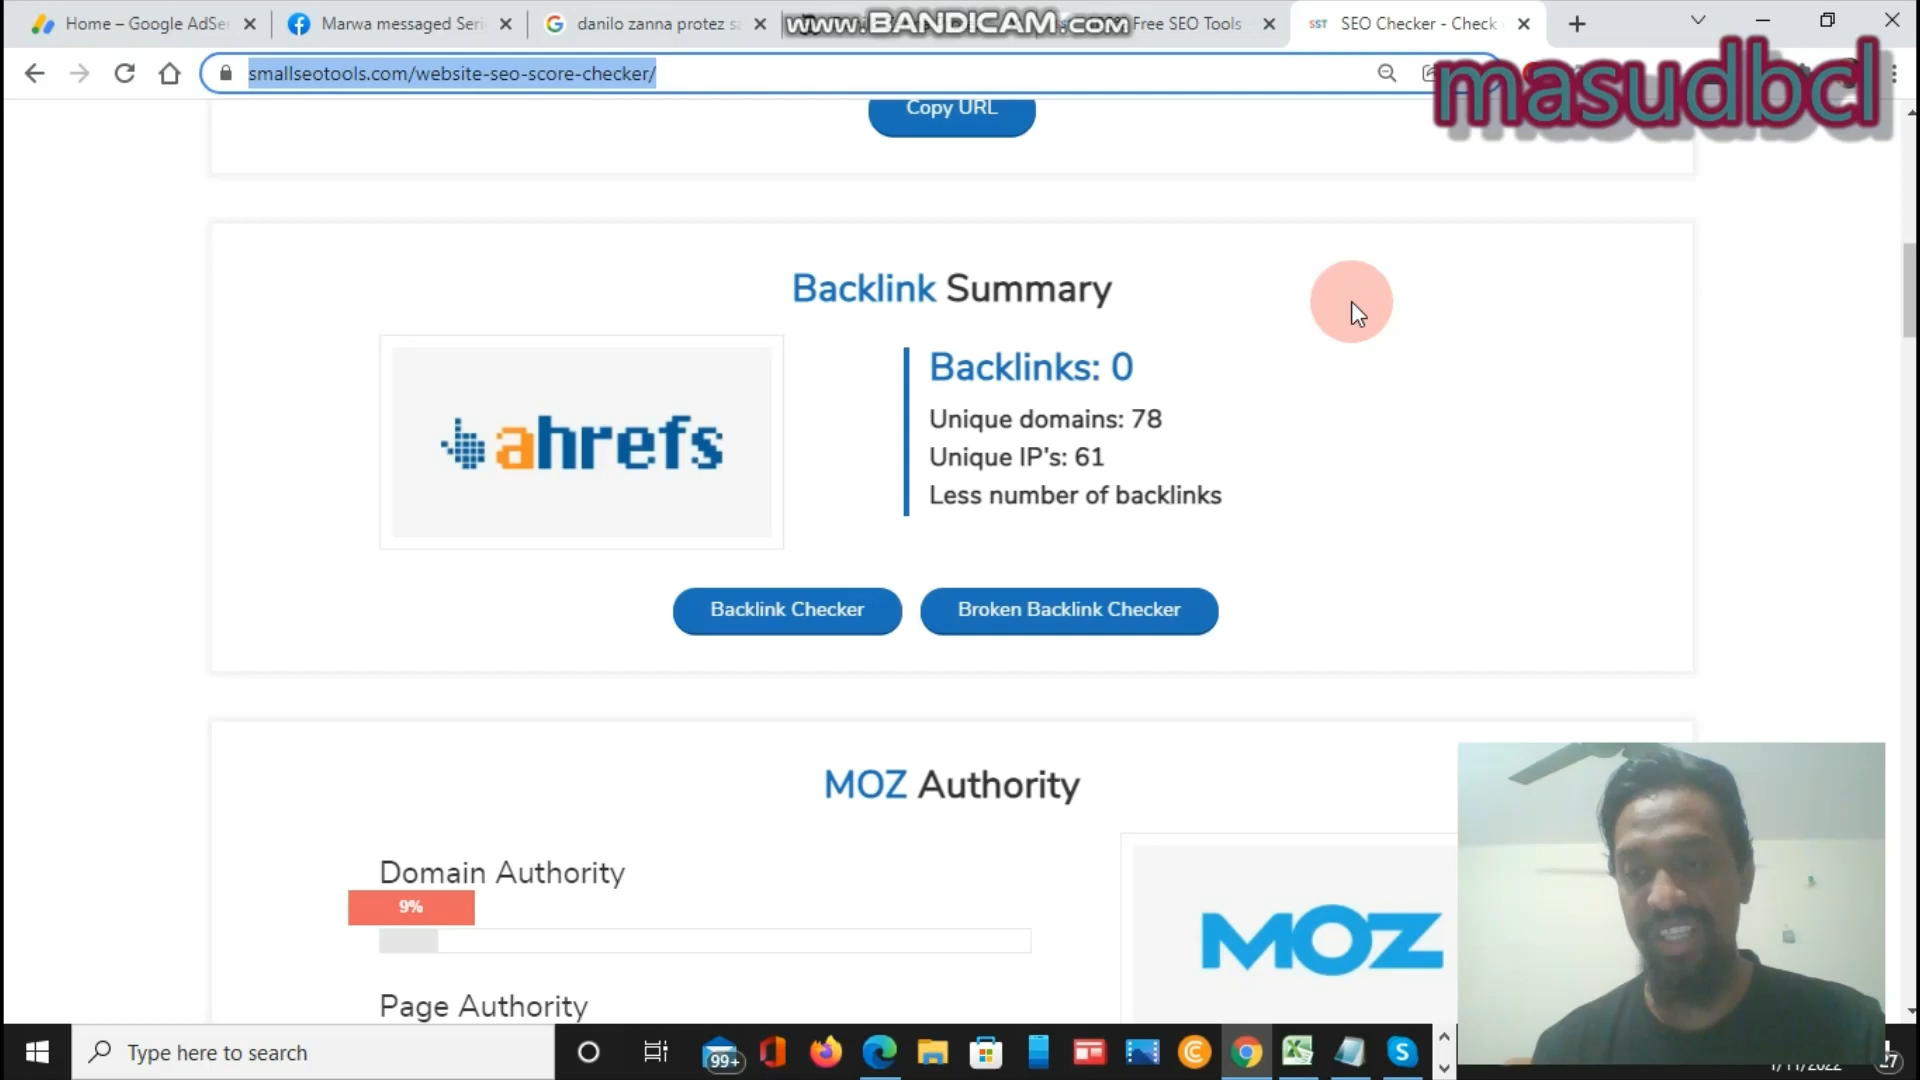 Home – Google AdSe
Marwa messaged Seri
danilo zanna protez sa
Free SEO Tools
SST SEO Checker - Check
www.BANDICAM.com
smallseotools.com/website-seo-score-checker/
masudbcl
Copy URL
Backlink Summary
ahrefs
Backlinks: 0
Unique domains: 78
Unique IP's: 61
Less number of backlinks
Backlink Checker
Broken Backlink Checker
MOZ Authority
Domain Authority
9%
MOZ
Page Authority
Type here to search
99+
27